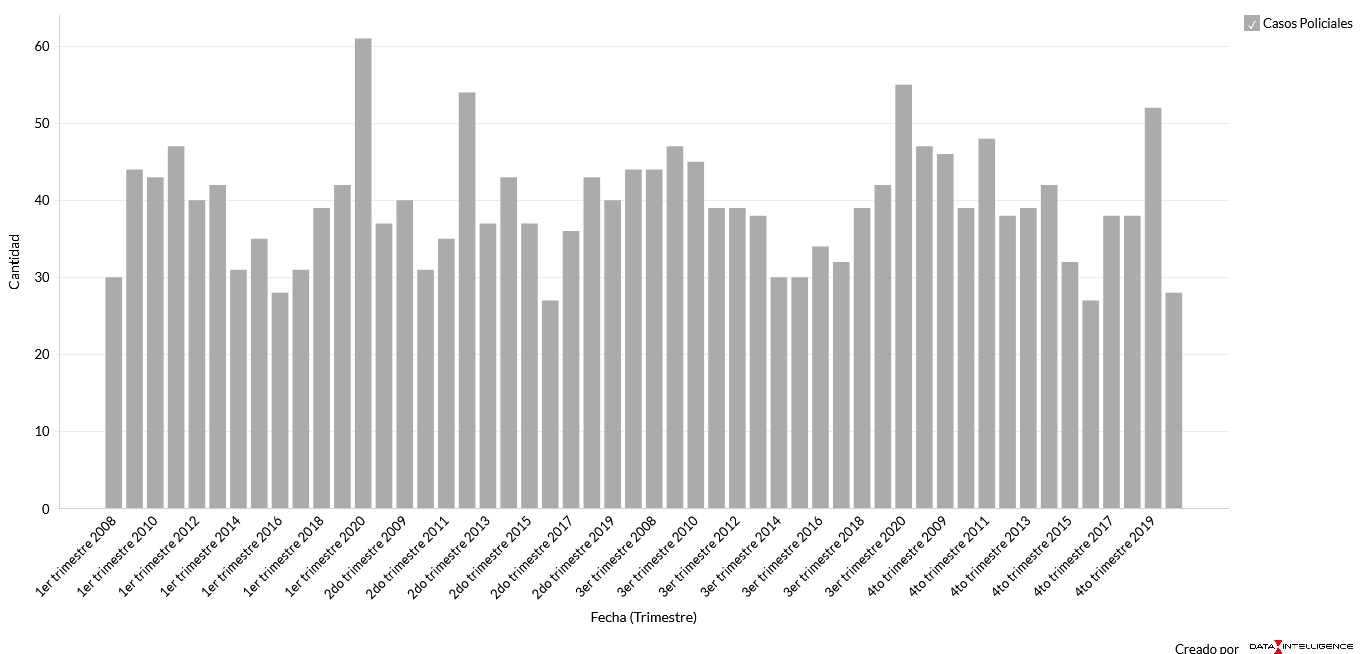 Casos Policiales
60
50
40
30
20
10
0
Cantidad
1er trimestre 2008
1er trimestre 2010
1er trimestre 2012
1er trimestre 2014
1er trimestre 2016
1er trimestre 2018
1er trimestre 2020
2do trimestre 2009
2do trimestre 2011
2do trimestre 2013
2do trimestre 2015
2do trimestre 2017
2do trimestre 2019
3er trimestre 2008
3er trimestre 2010
3er trimestre 2012
3er trimestre 2014
3er trimestre 2016
3er trimestre 2018
3er trimestre 2020
4to trimestre 2009
4to trimestre 2011
4to trimestre 2013
4to trimestre 2015
4to trimestre 2017
4to trimestre 2019
Fecha (Trimestre)
Creado por DATA INTELLIGENCE